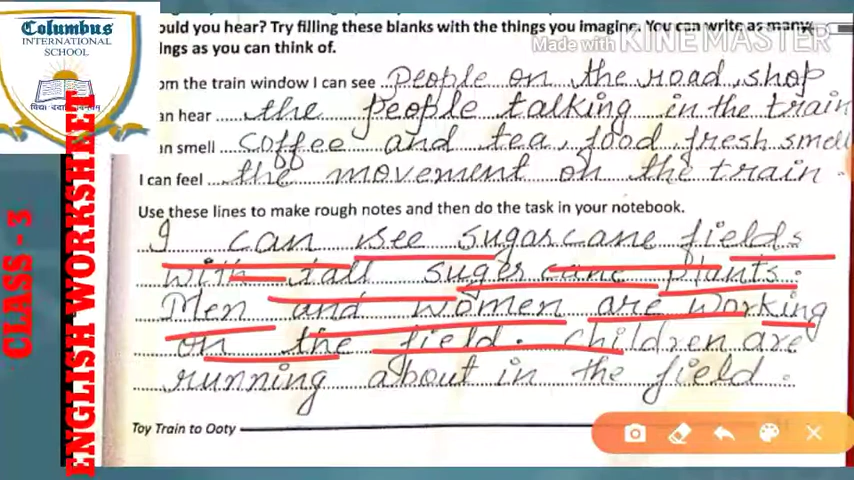 Columbus
INTERNATIONAL
SCHOOL
CLASS - 3
ENGLISH WORKSHEET
Made with KINEMASTER
ould you hear? Try filling these blanks with the things you imagine. You can write as many
ings as you can think of.
om the train window I can see people on the road, shop
an hear the people talking in the train
an smell coffee and tea, food, fresh smell
I can feel the movement on the train.
Use these lines to make rough notes and then do the task in your notebook.
I can see sugarcane fields
with tall suger cane plants.
Men and women are working
on the field. children are
running about in the field.
Toy Train to Ooty